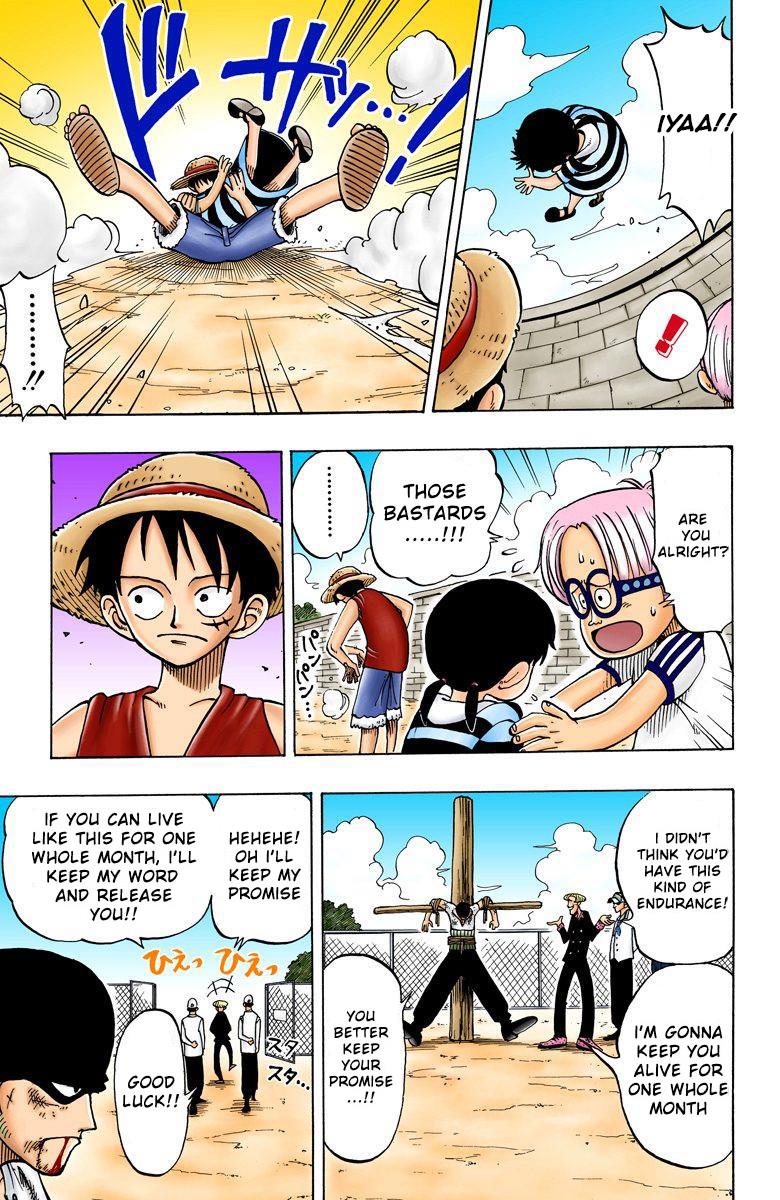 IYAA!!
!
ドサッ…!
………!!
ARE
YOU
ALRIGHT?
THOSE
BASTARDS
.....!!!
………
パンパン…
I DIDN'T
THINK YOU'D
HAVE THIS
KIND OF
ENDURANCE!
I'M GONNA
KEEP YOU
ALIVE FOR
ONE WHOLE
MONTH
YOU
BETTER
KEEP
YOUR
PROMISE
...!!
HEHEHE!
OH I'LL
KEEP MY
PROMISE
IF YOU CAN LIVE
LIKE THIS FOR ONE
WHOLE MONTH, I'LL
KEEP MY WORD
AND RELEASE
YOU!!
ひえっ ひえっ
スタ
スタ…
GOOD
LUCK!!